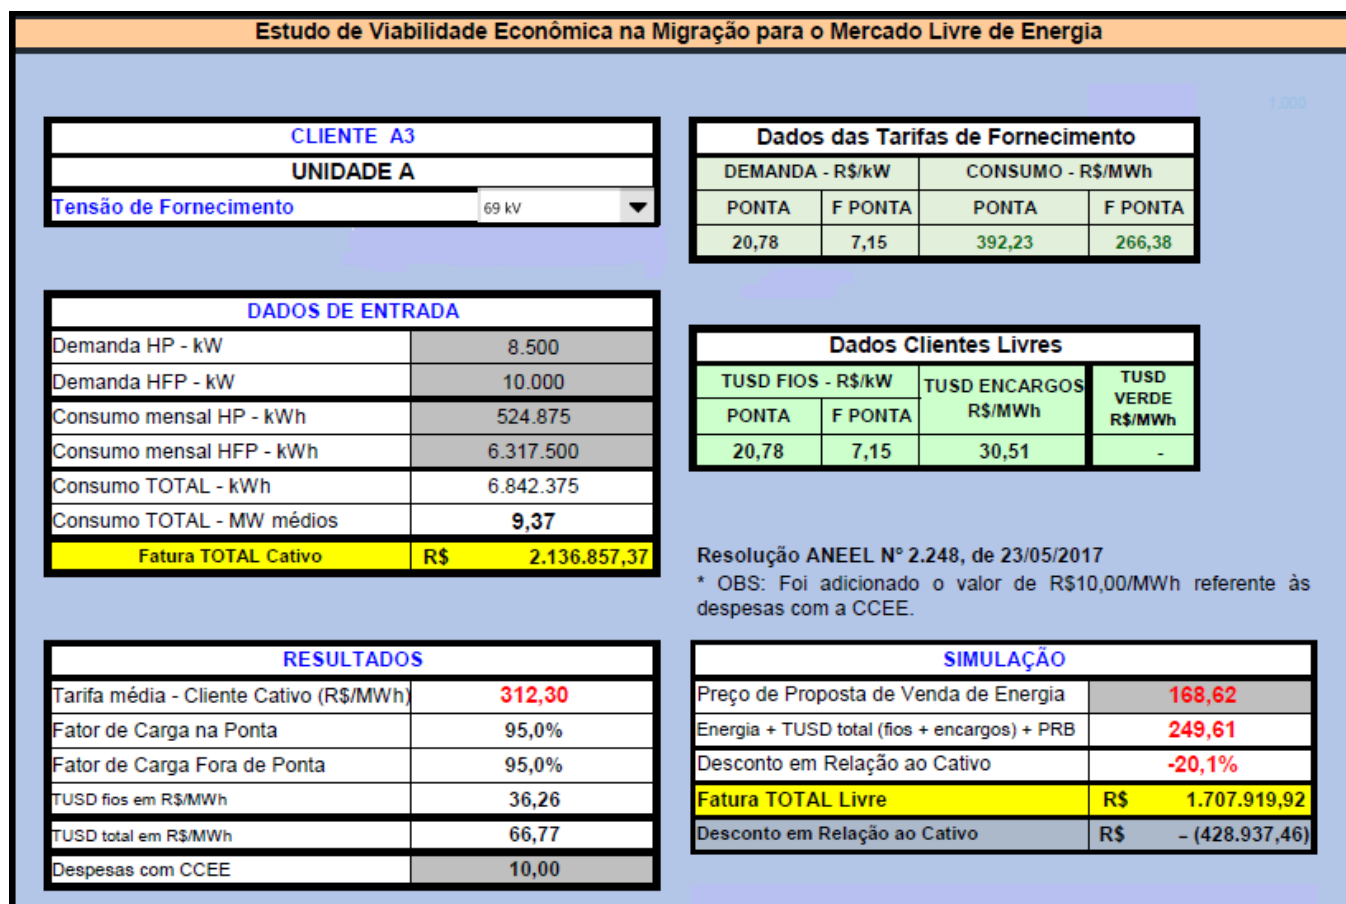 Estudo de Viabilidade Econômica na Migração para o Mercado Livre de Energia
1,000
CLIENTE A3
UNIDADE A
Tensão de Fornecimento 69 kV
Dados das Tarifas de Fornecimento
DEMANDA - R$/kW CONSUMO - R$/MWh
PONTA F PONTA PONTA F PONTA
20,78 7,15 392,23 266,38
DADOS DE ENTRADA
Demanda HP - kW 8.500
Demanda HFP - kW 10.000
Consumo mensal HP - kWh 524.875
Consumo mensal HFP - kWh 6.317.500
Consumo TOTAL - kWh 6.842.375
Consumo TOTAL - MW médios 9,37
Fatura TOTAL Cativo R$ 2.136.857,37
Dados Clientes Livres
TUSD FIOS - R$/kW TUSD ENCARGOS R$/MWh TUSD VERDE R$/MWh
PONTA F PONTA
20,78 7,15 30,51 -
Resolução ANEEL Nº 2.248, de 23/05/2017
* OBS: Foi adicionado o valor de R$10,00/MWh referente às
despesas com a CCEE.
RESULTADOS
Tarifa média - Cliente Cativo (R$/MWh) 312,30
Fator de Carga na Ponta 95,0%
Fator de Carga Fora de Ponta 95,0%
TUSD fios em R$/MWh 36,26
TUSD total em R$/MWh 66,77
Despesas com CCEE 10,00
SIMULAÇÃO
Preço de Proposta de Venda de Energia 168,62
Energia + TUSD total (fios + encargos) + PRB 249,61
Desconto em Relação ao Cativo -20,1%
Fatura TOTAL Livre R$ 1.707.919,92
Desconto em Relação ao Cativo R$ – (428.937,46)